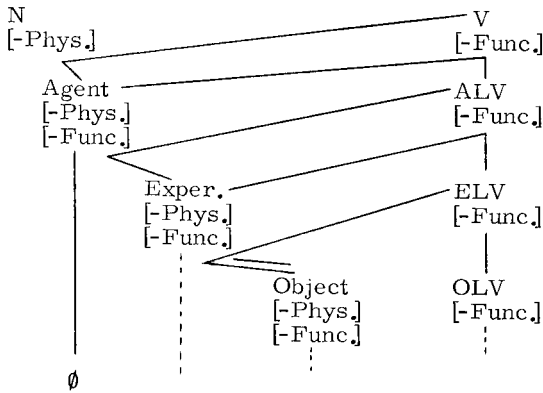 N V
[-Phys.] [-Func.]
Agent ALV
[-Phys.] [-Func.]
[-Func.]
Exper. ELV
[-Phys.] [-Func.]
[-Func.]
Object OLV
[-Phys.] [-Func.]
[-Func.]
ø